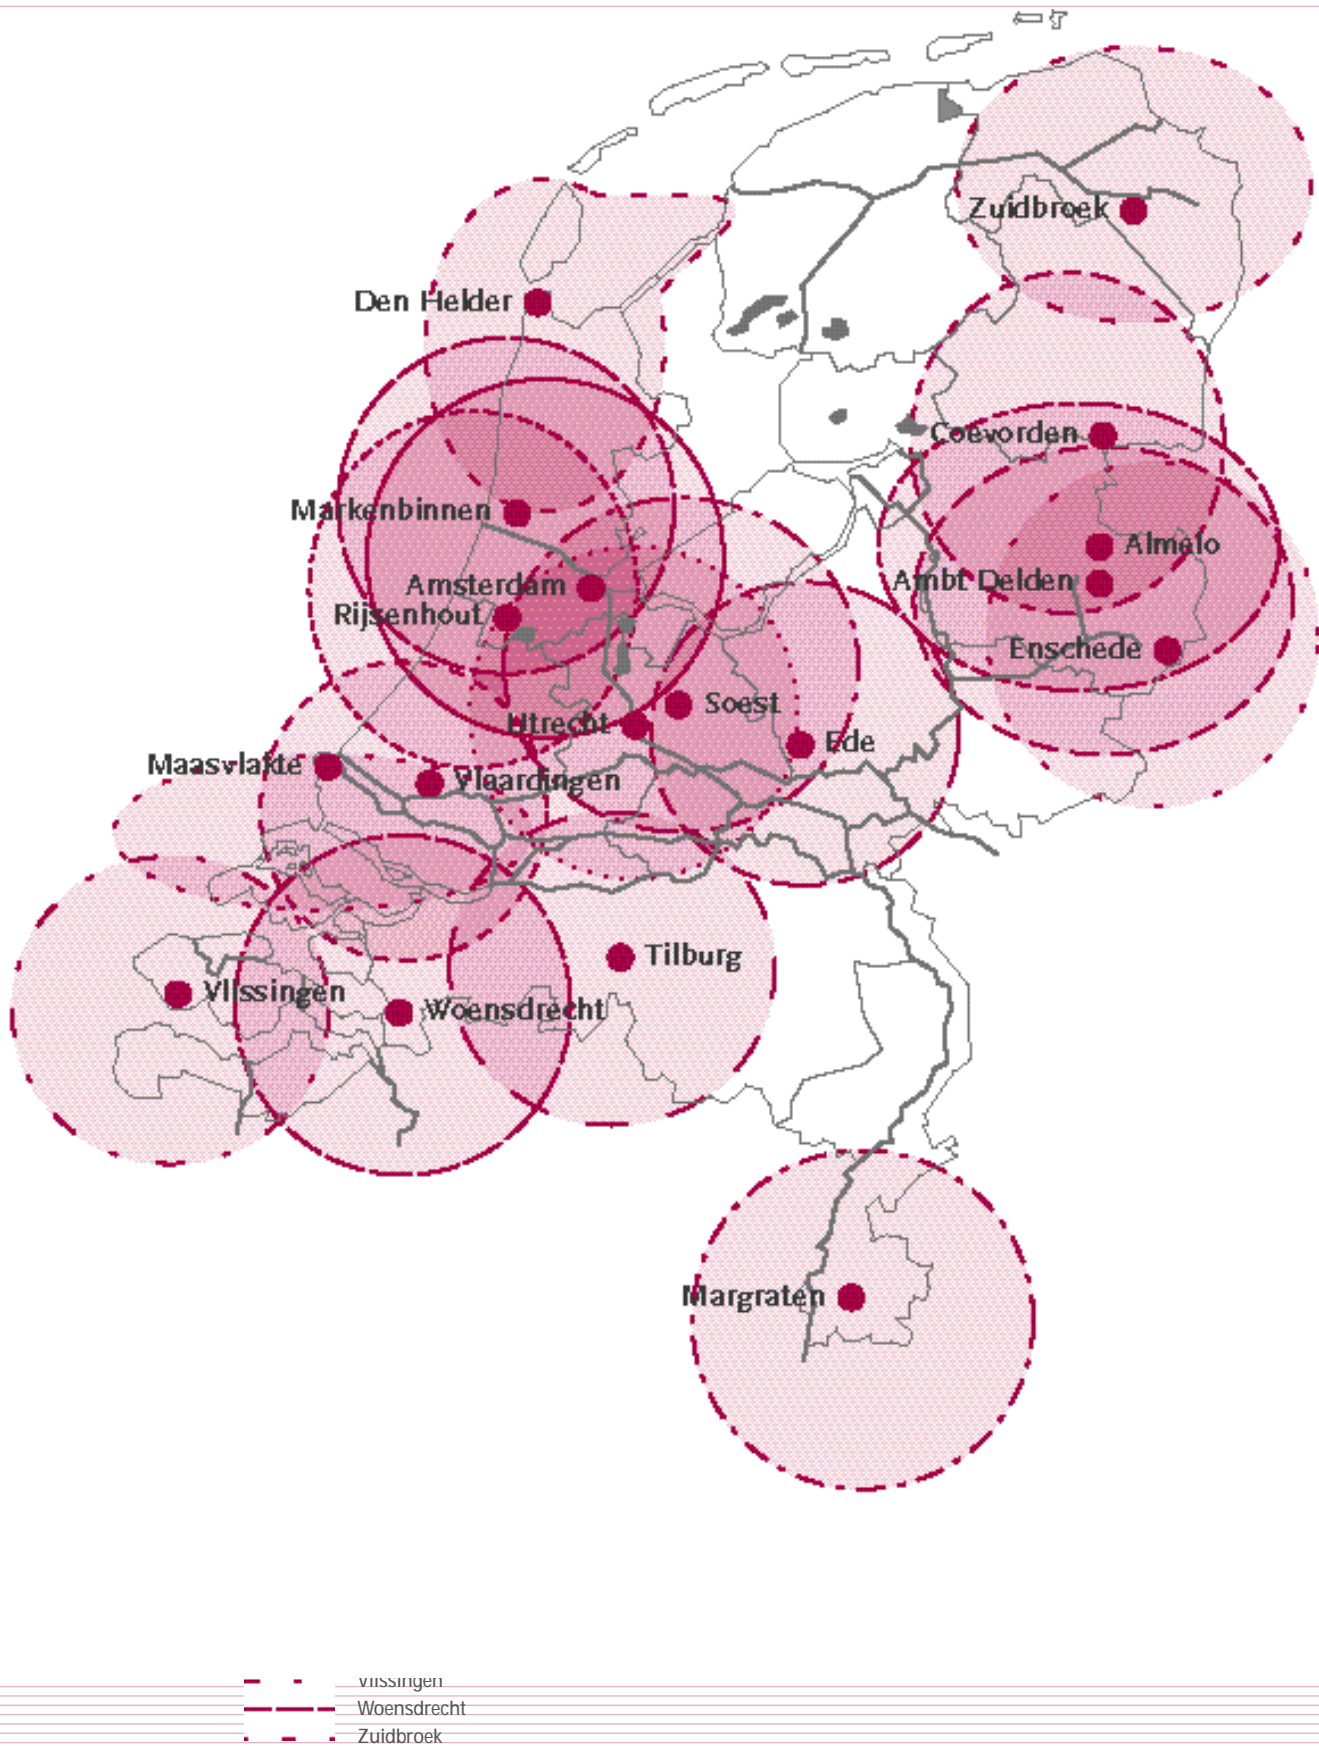 Zuidbroek
Den Helder
Coevorden
Markenbinnen
Almelo
Amsterdam
Ambt Delden
Rijsenhout
Enschede
Soest
Utrecht
Ede
Maasvlakte
Vlaardingen
Tilburg
Vlissingen
Woensdrecht
Margraten
Vlissingen
Woensdrecht
Zuidbroek